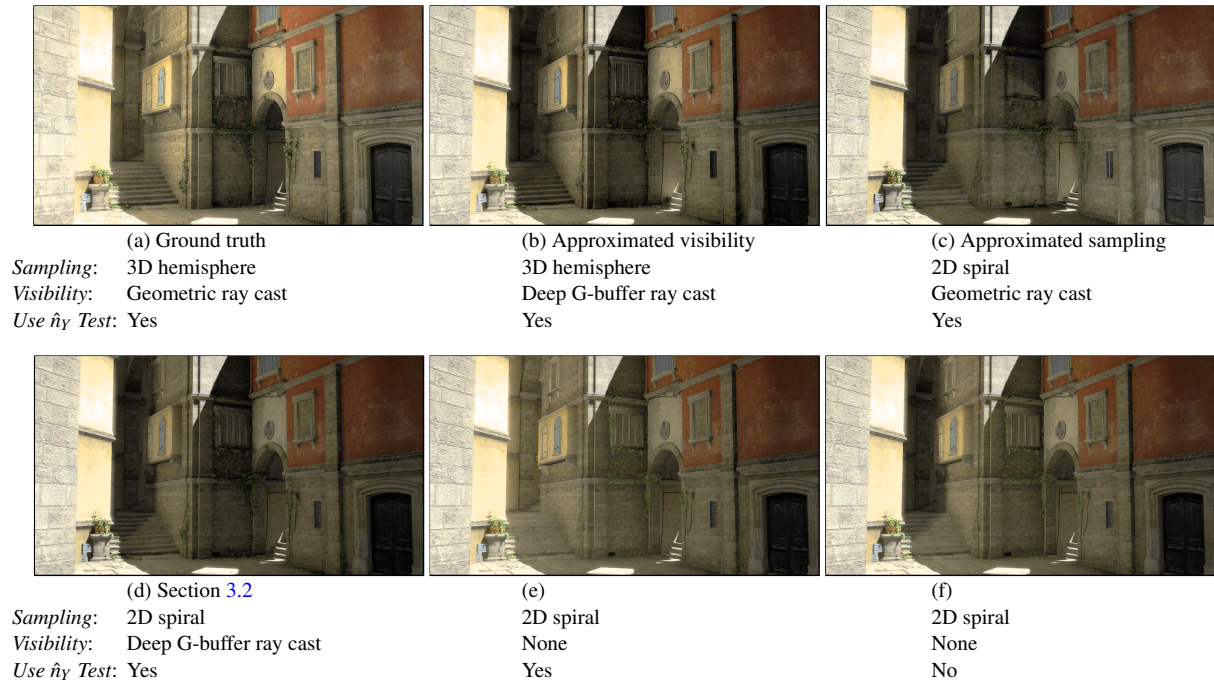 (a) Ground truth (b) Approximated visibility (c) Approximated sampling
Sampling: 3D hemisphere 3D hemisphere 2D spiral
Visibility: Geometric ray cast Deep G-buffer ray cast Geometric ray cast
Use n̂Y Test: Yes Yes Yes
(d) Section 3.2 (e) (f)
Sampling: 2D spiral 2D spiral 2D spiral
Visibility: Deep G-buffer ray cast None None
Use n̂Y Test: Yes Yes No